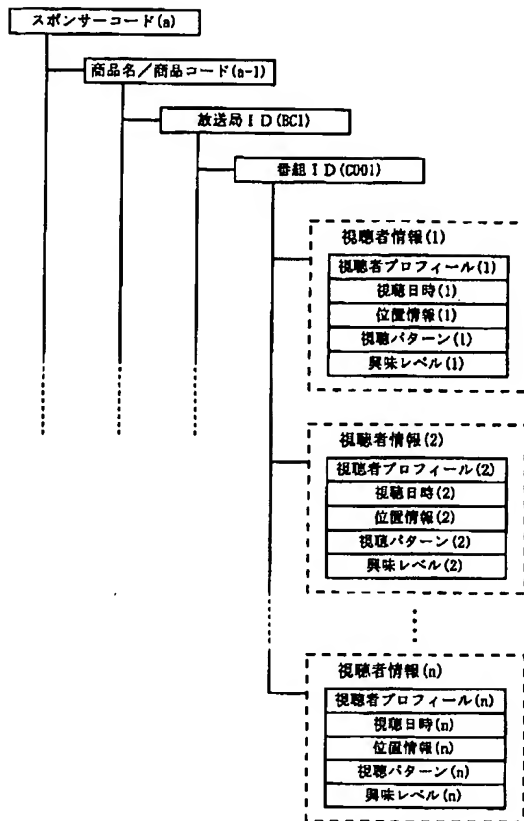 スポンサーコード(a)
商品名／商品コード(a-1)
放送局ＩＤ(BC1)
番組ＩＤ(C001)
視聴者情報(1)
視聴者プロフィール(1)
視聴日時(1)
位置情報(1)
視聴パターン(1)
興味レベル(1)
視聴者情報(2)
視聴者プロフィール(2)
視聴日時(2)
位置情報(2)
視聴パターン(2)
興味レベル(2)
視聴者情報(n)
視聴者プロフィール(n)
視聴日時(n)
位置情報(n)
視聴パターン(n)
興味レベル(n)